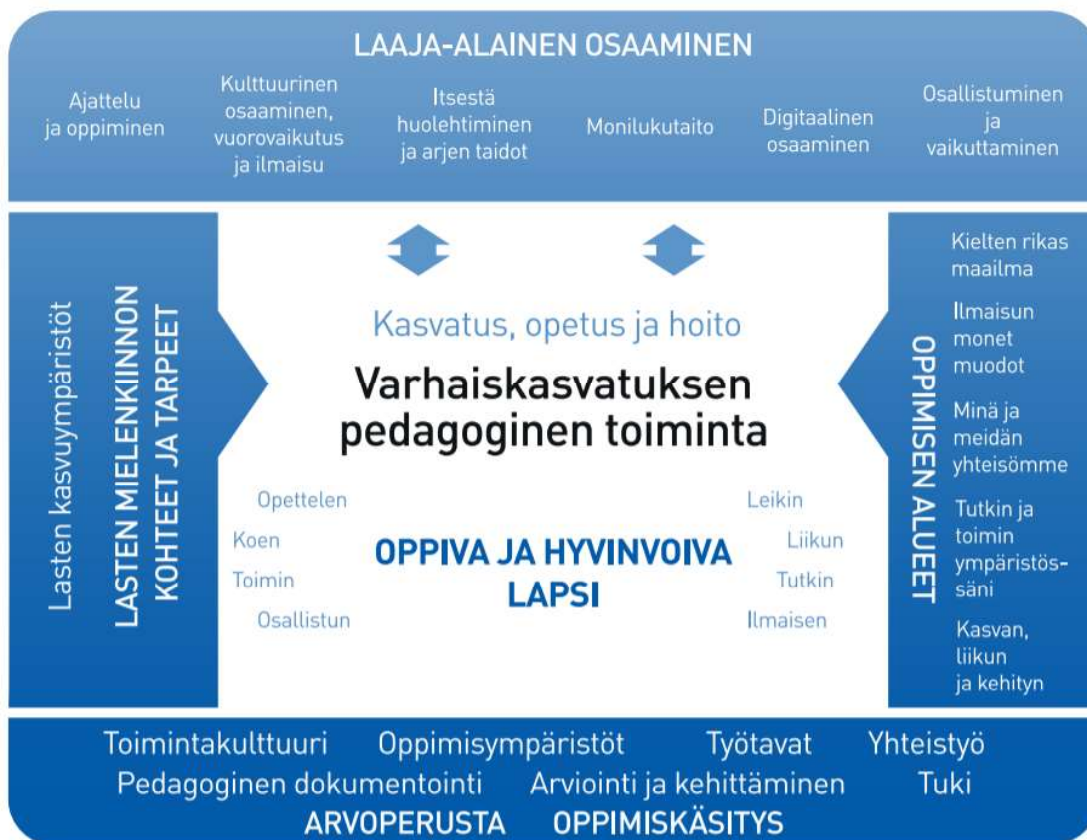 LAAJA-ALAINEN OSAAMINEN
Ajattelu
ja oppiminen
Kulttuurinen
osaaminen,
vuorovaikutus
ja ilmaisu
Itsestä
huolehtiminen
ja arjen taidot
Monilukutaito
Digitaalinen
osaaminen
Osallistuminen
ja
vaikuttaminen
Lasten kasvuympäristöt
LASTEN MIELENKIINNON
KOHTEET JA TARPEET
Kasvatus, opetus ja hoito
Varhaiskasvatuksen
pedagoginen toiminta
Opettelen
Koen
Toimin
Osallistun
OPPIVA JA HYVINVOIVA
LAPSI
Leikin
Liikun
Tutkin
Ilmaisen
OPPIMISEN ALUEET
Kielten rikas
maailma
Ilmaisun
monet
muodot
Minä ja
meidän
yhteisömme
Tutkin ja
toimin
ympäristös-
säni
Kasvan,
liikun
ja kehityn
Toimintakulttuuri Oppimisympäristöt Työtavat Yhteistyö
Pedagoginen dokumentointi Arviointi ja kehittäminen Tuki
ARVOPERUSTA OPPIMISKÄSITYS